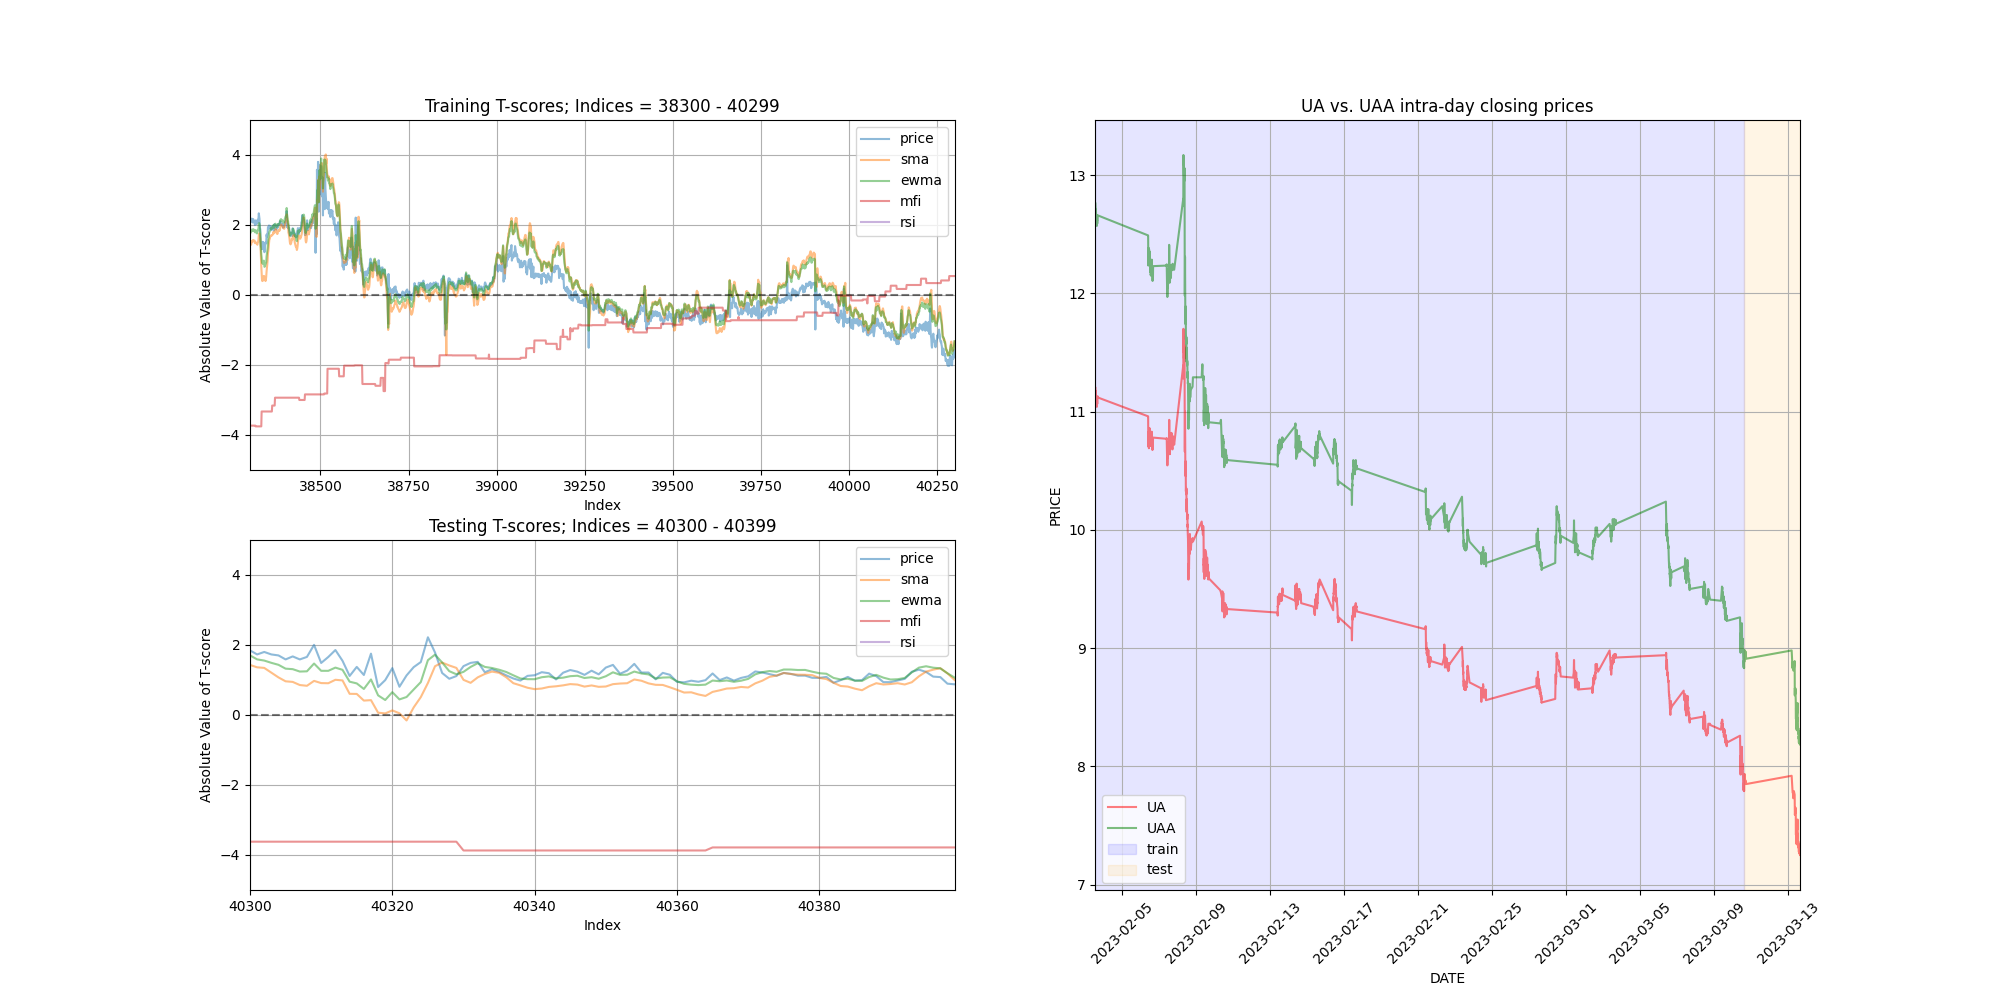 Training T-scores; Indices = 38300 - 40299
Absolute Value of T-score
4
2
0
−2
−4
price
sma
ewma
mfi
rsi
38500
38750
39000
39250
39500
39750
40000
40250
Index
Testing T-scores; Indices = 40300 - 40399
Absolute Value of T-score
4
2
0
−2
−4
price
sma
ewma
mfi
rsi
40300
40320
40340
40360
40380
Index
UA vs. UAA intra-day closing prices
PRICE
13
12
11
10
9
8
7
UA
UAA
train
test
2023-02-05
2023-02-09
2023-02-13
2023-02-17
2023-02-21
2023-02-25
2023-03-01
2023-03-05
2023-03-09
2023-03-13
DATE